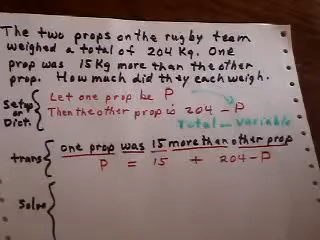 The two props on the rugby team
weighed a total of 204 Kg. One
prop was 15 Kg more than the other
prop. How much did they each weigh.
Setup or Dict. { Let one prop be P
Then the other prop is 204 - P
Total - Variable
trans { one prop was 15 more than other prop
P = 15 + 204 - P
Solve {